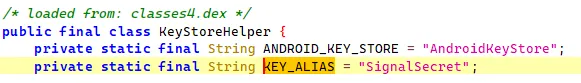 /* loaded from: classes4.dex */
public final class KeyStoreHelper {
    private static final String ANDROID_KEY_STORE = "AndroidKeyStore";
    private static final String KEY_ALIAS = "SignalSecret";